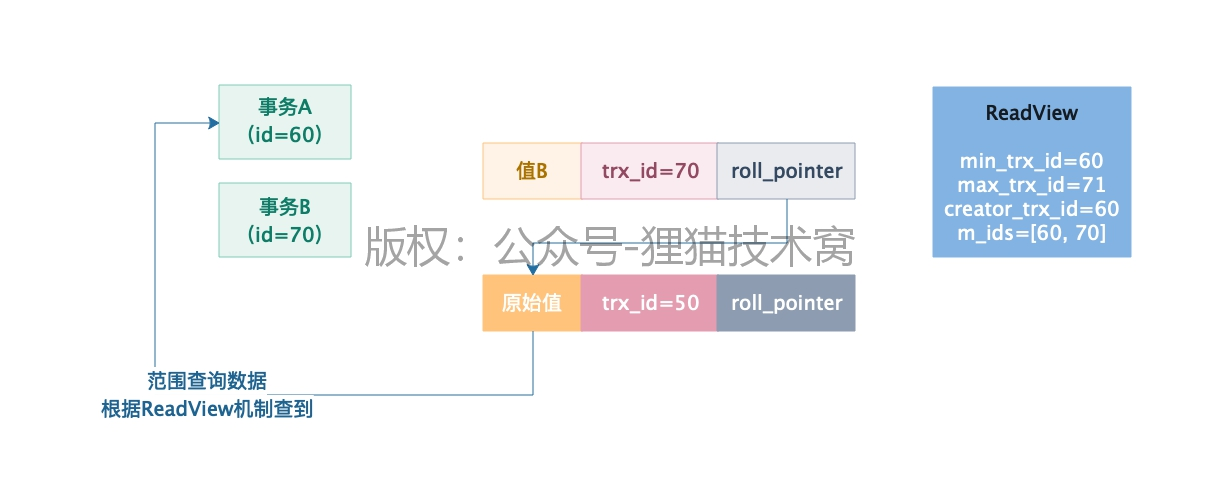 事务A
(id=60)
事务B
(id=70)
值B
trx_id=70
roll_pointer
原始值
trx_id=50
roll_pointer
ReadView
min_trx_id=60
max_trx_id=71
creator_trx_id=60
m_ids=[60, 70]
版权：公众号-狸猫技术窝
范围查询数据
根据ReadView机制查到